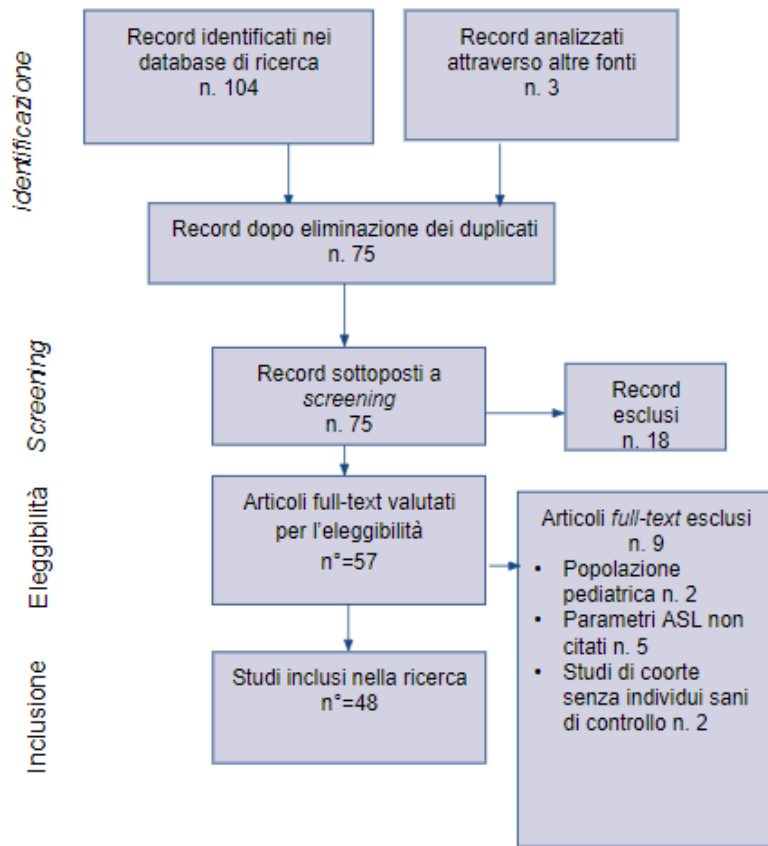 identificazione
Record identificati nei
database di ricerca
n. 104
Record analizzati
attraverso altre fonti
n. 3
Record dopo eliminazione dei duplicati
n. 75
Screening
Record sottoposti a
screening
n. 75
Record
esclusi
n. 18
Eleggibilità
Articoli full-text valutati
per l'eleggibilità
n°=57
Articoli full-text esclusi
n. 9
• Popolazione
pediatrica n. 2
• Parametri ASL non
citati n. 5
• Studi di coorte
senza individui sani
di controllo n. 2
Inclusione
Studi inclusi nella ricerca
n°=48